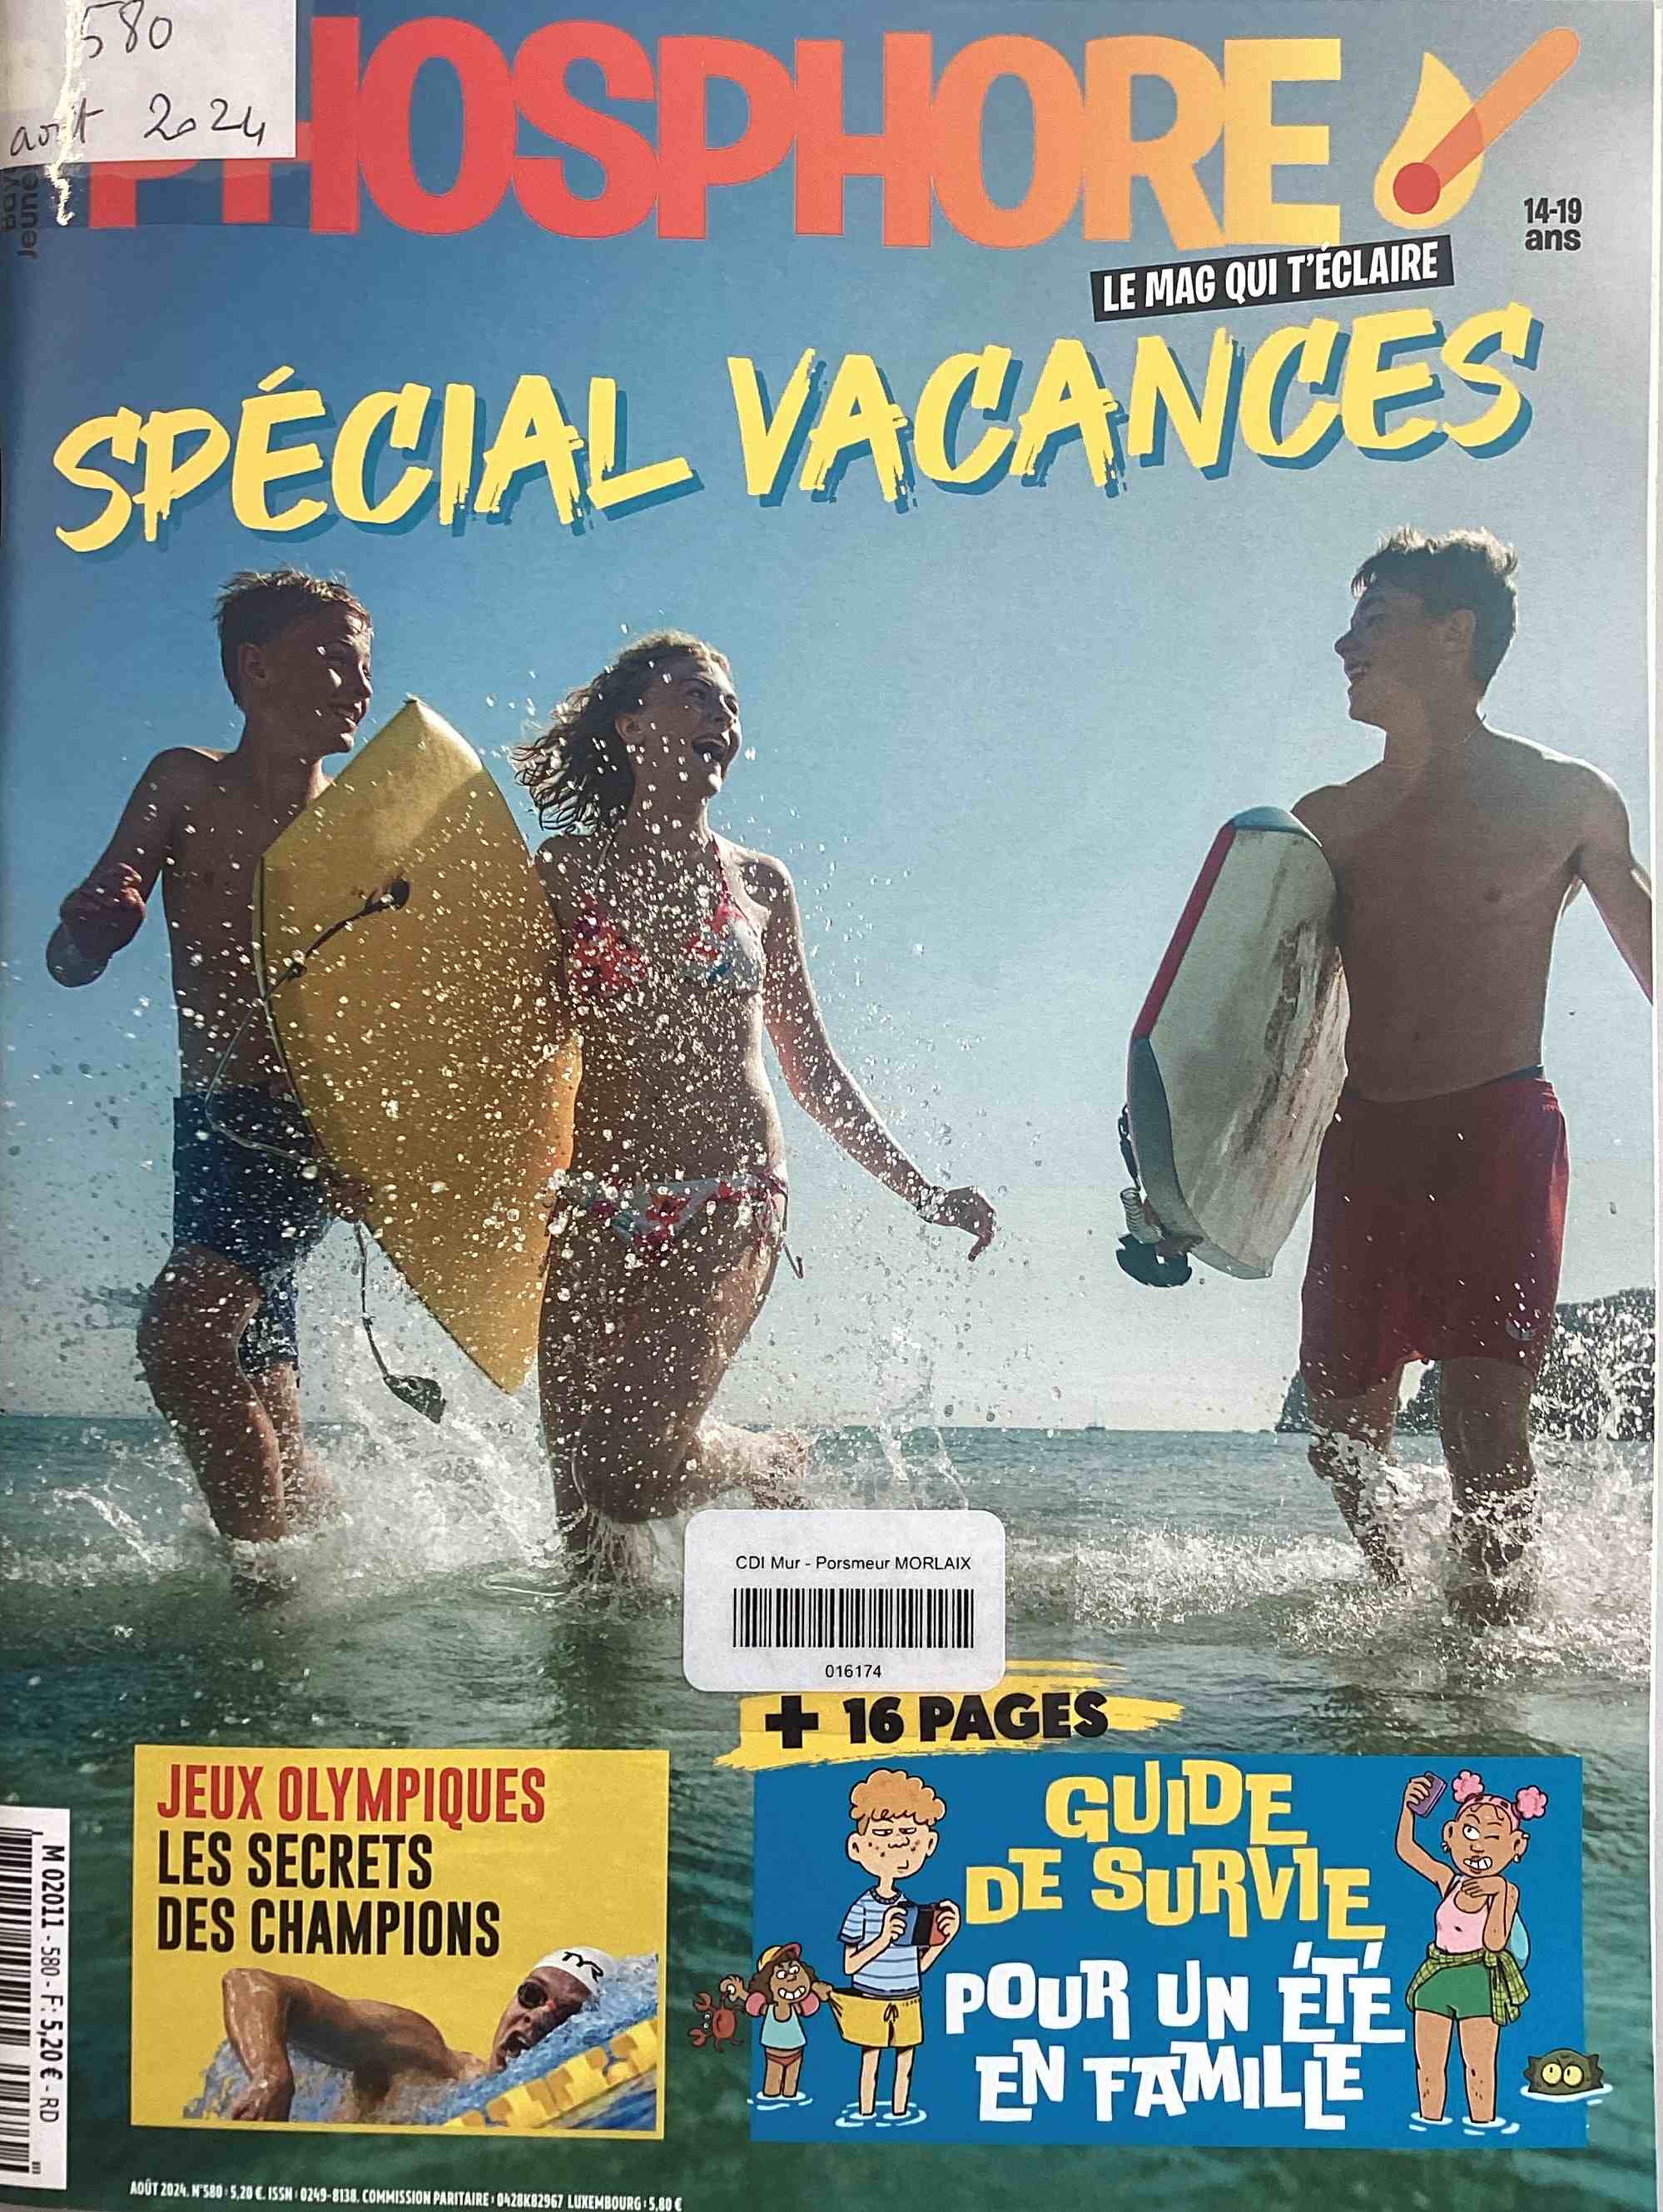 580
août 2024
PHOSPHORE
14-19
ans
LE MAG QUI T'ÉCLAIRE
SPÉCIAL VACANCES
CDI Mur - Porsmeur MORLAIX
016174
+ 16 PAGES
JEUX OLYMPIQUES
LES SECRETS
DES CHAMPIONS
TYR
GUIDE
DE SURVIE
POUR UN ÉTÉ
EN FAMILLE
M 02011 - 580 - F: 5,20 € - RD
AOÛT 2024. N°580 : 5,20 €. ISSN : 0249-8138. COMMISSION PARITAIRE : 0428K82967 LUXEMBOURG : 5,80 €